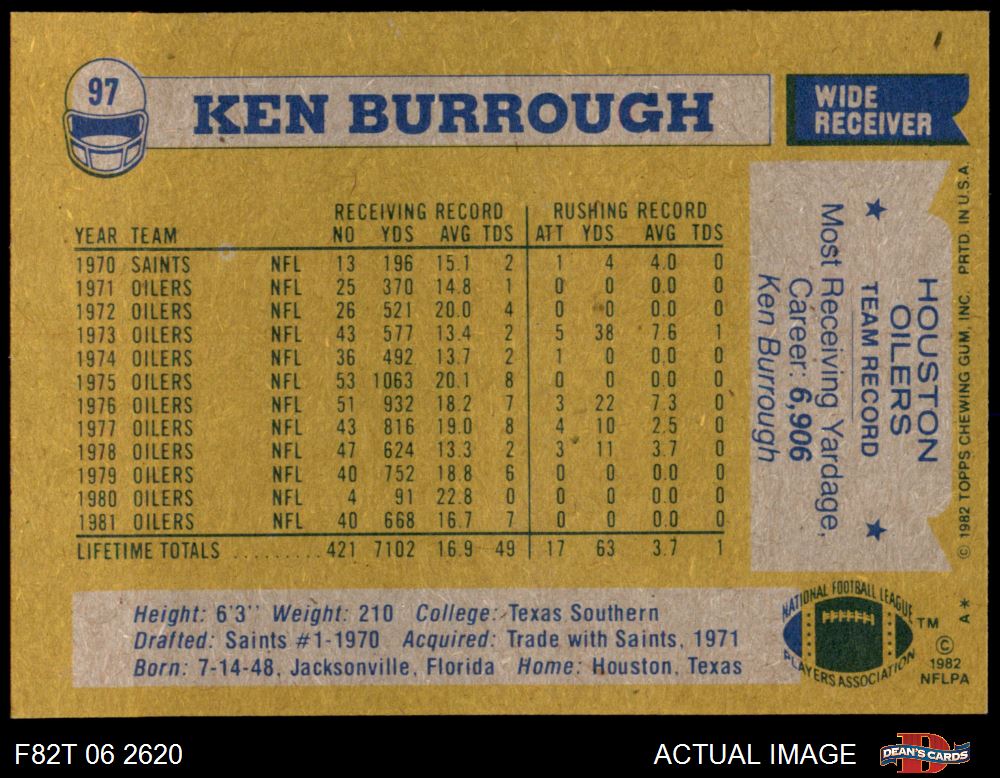 97
KEN BURROUGH
WIDE
RECEIVER
RECEIVING RECORD RUSHING RECORD
YEAR TEAM NO YDS AVG TDS ATT YDS AVG TDS
1970 SAINTS NFL 13 196 15.1 2 1 4 4.0 0
1971 OILERS NFL 25 370 14.8 1 0 0 0.0 0
1972 OILERS NFL 26 521 20.0 4 0 0 0.0 0
1973 OILERS NFL 43 577 13.4 2 5 38 7.6 1
1974 OILERS NFL 36 492 13.7 2 1 0 0.0 0
1975 OILERS NFL 53 1063 20.1 8 0 0 0.0 0
1976 OILERS NFL 51 932 18.2 7 3 22 7.3 0
1977 OILERS NFL 43 816 19.0 8 4 10 2.5 0
1978 OILERS NFL 47 624 13.3 2 3 11 3.7 0
1979 OILERS NFL 40 752 18.8 6 0 0 0.0 0
1980 OILERS NFL 4 91 22.8 0 0 0 0.0 0
1981 OILERS NFL 40 668 16.7 7 0 0 0.0 0
LIFETIME TOTALS .......... 421 7102 16.9 49 17 63 3.7 1
HOUSTON
OILERS
★ TEAM RECORD ★
Most Receiving Yardage,
Career: 6,906
Ken Burrough
© 1982 TOPPS CHEWING GUM, INC. PRTD. IN U.S.A.
Height: 6'3'' Weight: 210 College: Texas Southern
Drafted: Saints #1-1970 Acquired: Trade with Saints, 1971
Born: 7-14-48, Jacksonville, Florida Home: Houston, Texas
NATIONAL FOOTBALL LEAGUE
PLAYERS ASSOCIATION
TM
A*
©
1982
NFLPA
F82T 06 2620
ACTUAL IMAGE
D
DEAN'S CARDS